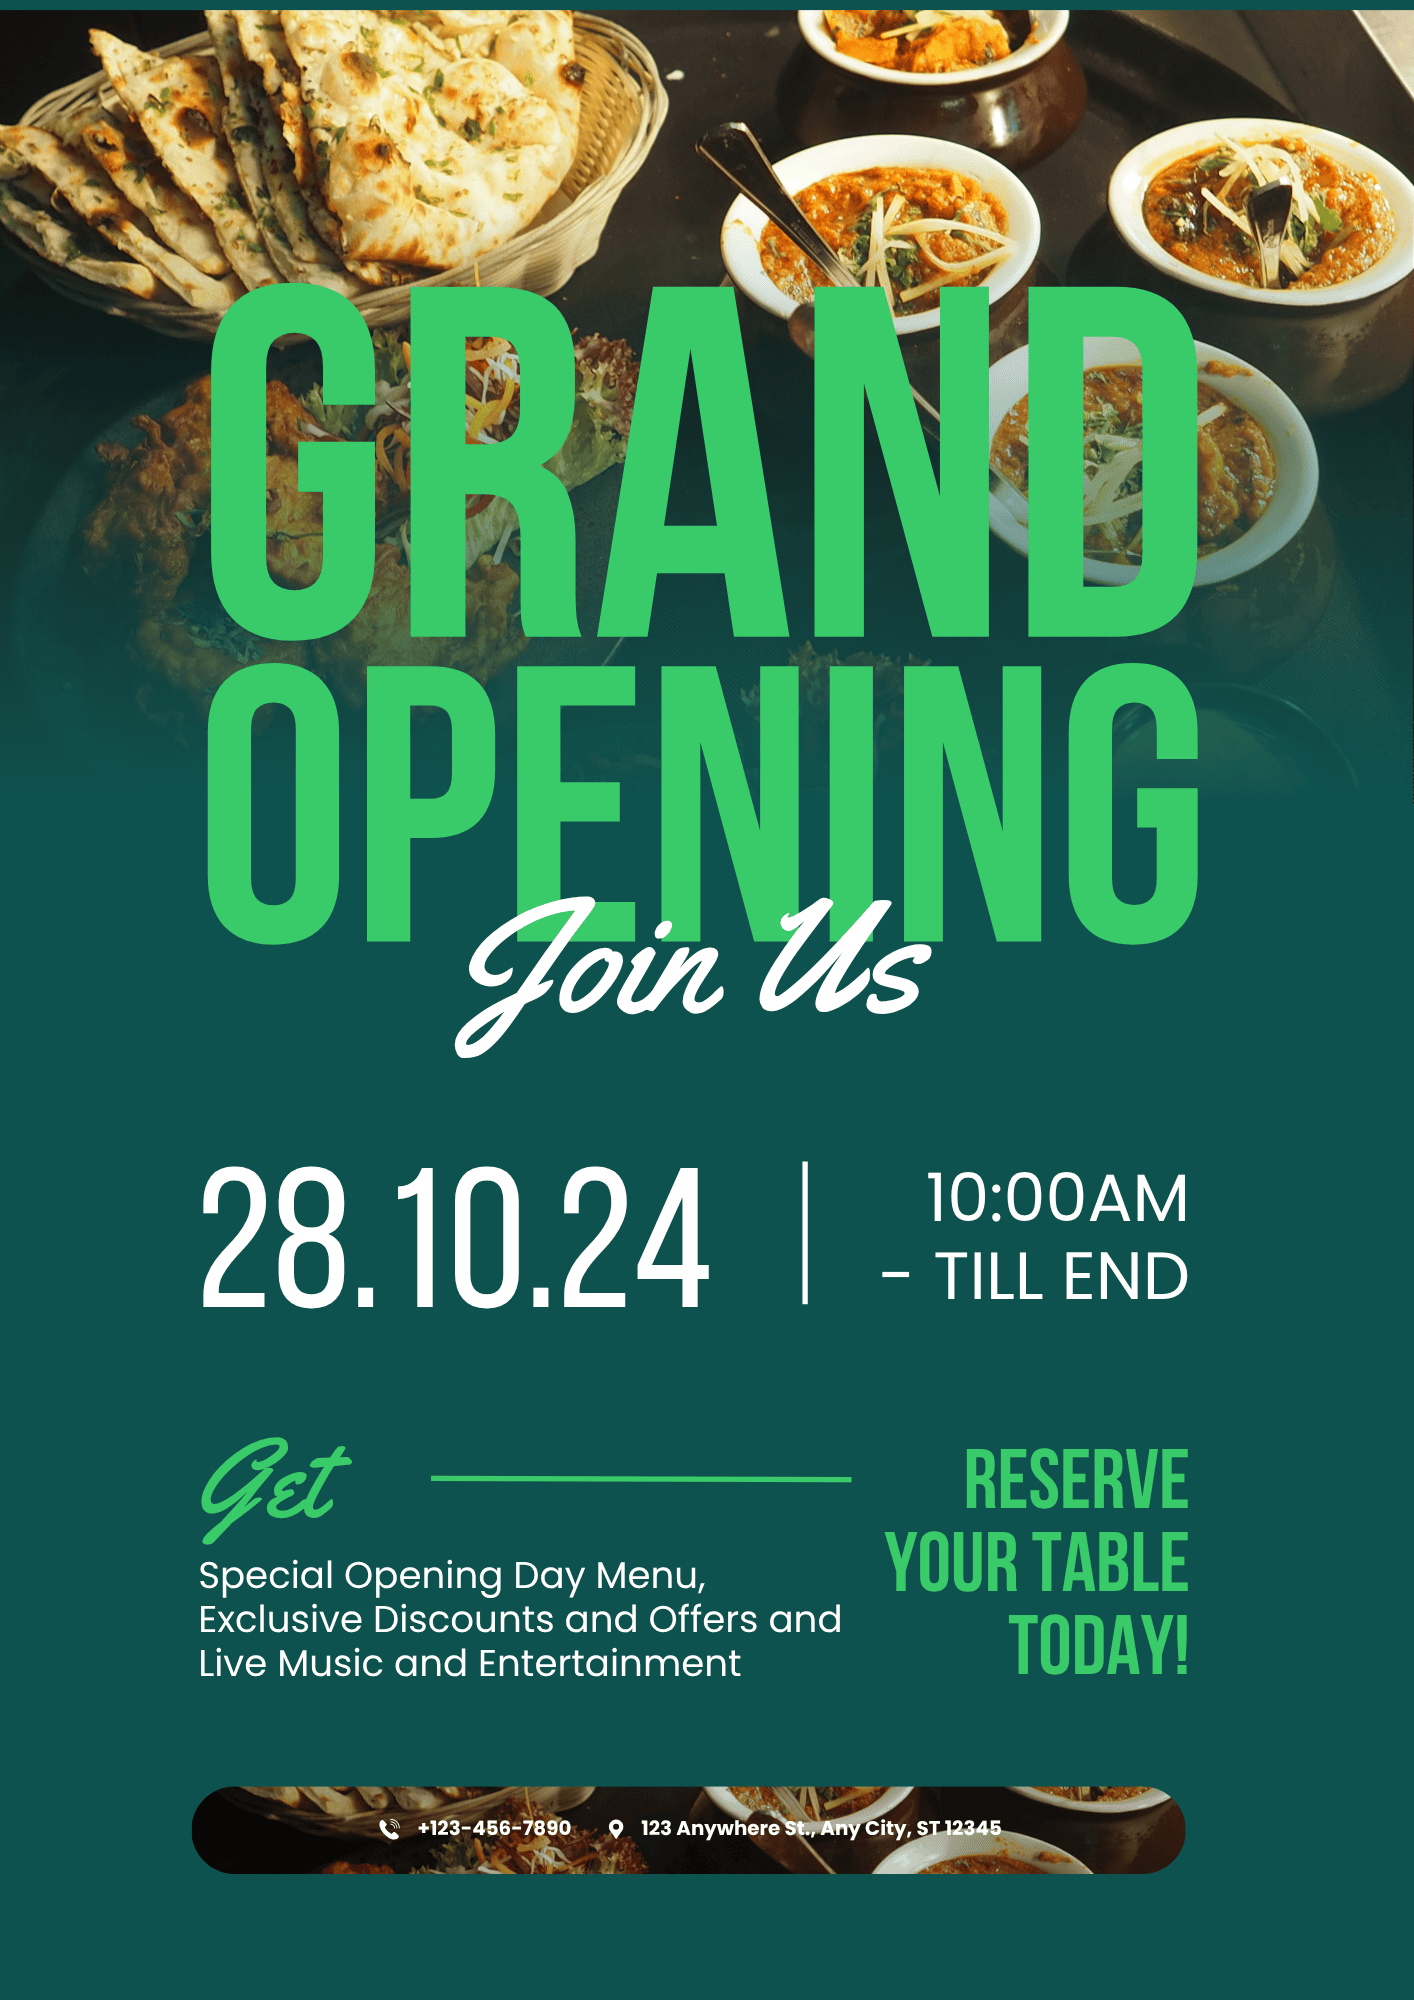 GRAND
OPENING
Join Us
28.10.24
10:00AM
- TILL END
Get
Special Opening Day Menu,
Exclusive Discounts and Offers and
Live Music and Entertainment
RESERVE
YOUR TABLE
TODAY!
+123-456-7890
123 Anywhere St., Any City, ST 12345